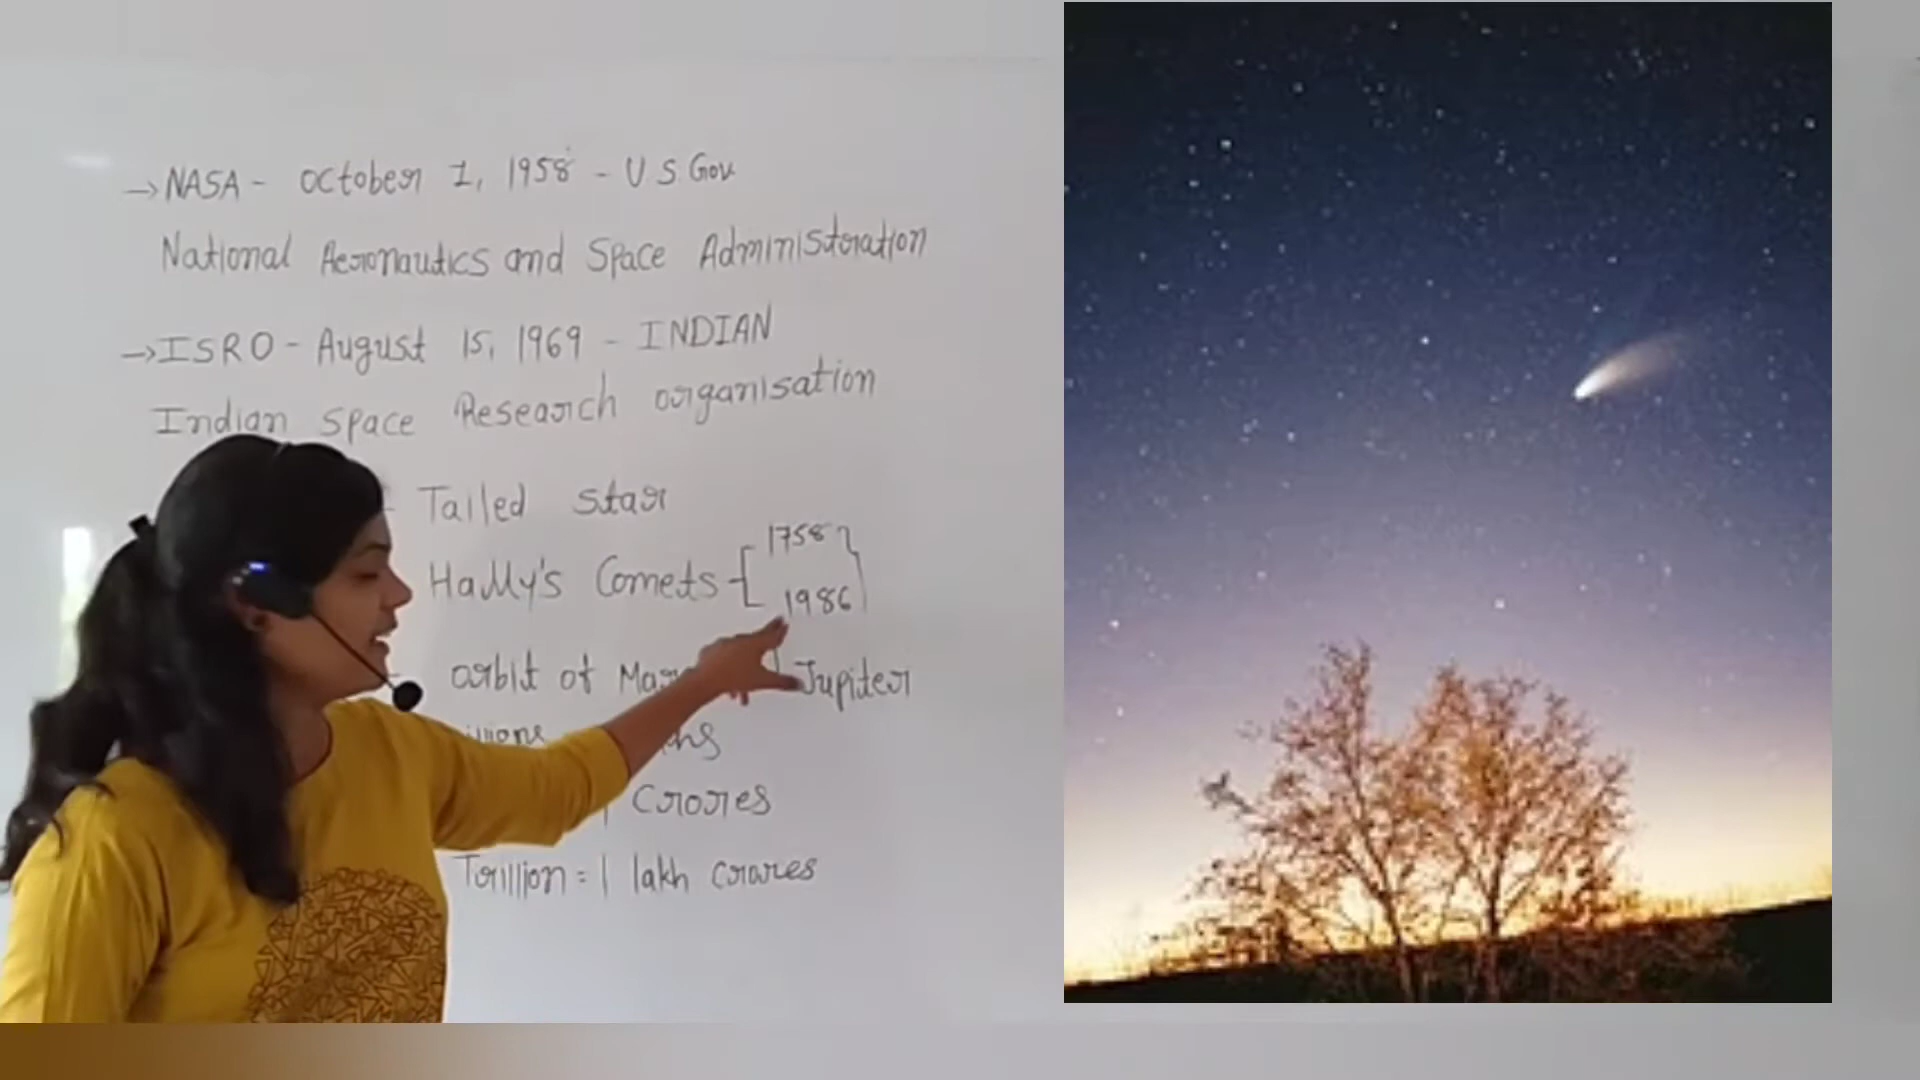 →NASA - October 1, 1958 - U S Gov
National Aeronautics and Space Administration
→ISRO - August 15, 1969 - INDIAN
Indian Space Research organisation
- Tailed star
Hally's Comets - [1758
1986]
orbit of Jupiter
Crores
Trillion = 1 lakh crores